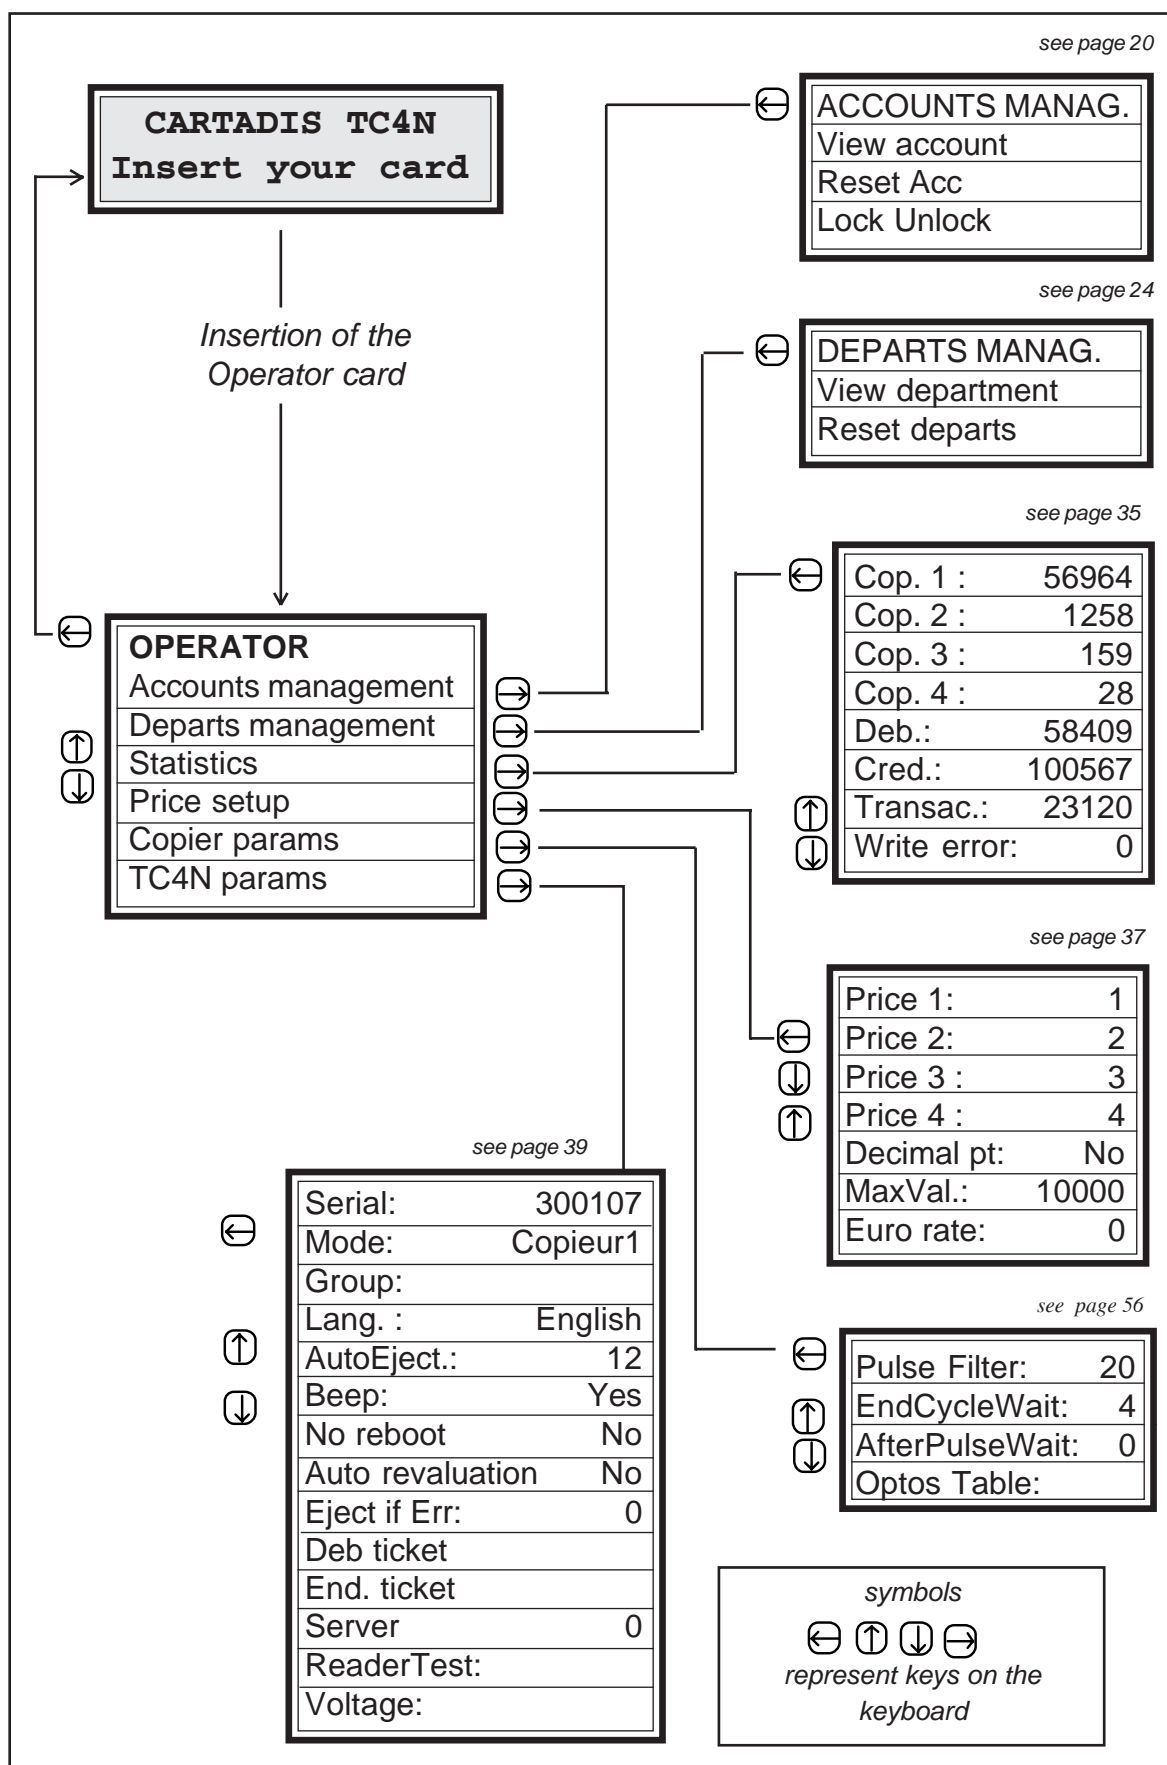 CARTADIS TC4N
Insert your card
Insertion of the
Operator card
OPERATOR
Accounts management
Departs management
Statistics
Price setup
Copier params
TC4N params
see page 20
ACCOUNTS MANAG.
View account
Reset Acc
Lock Unlock
see page 24
DEPARTS MANAG.
View department
Reset departs
see page 35
Cop. 1 : 56964
Cop. 2 : 1258
Cop. 3 : 159
Cop. 4 : 28
Deb.: 58409
Cred.: 100567
Transac.: 23120
Write error: 0
see page 37
Price 1: 1
Price 2: 2
Price 3 : 3
Price 4 : 4
Decimal pt: No
MaxVal.: 10000
Euro rate: 0
see page 56
Pulse Filter: 20
EndCycleWait: 4
AfterPulseWait: 0
Optos Table:
see page 39
Serial: 300107
Mode: Copieur1
Group:
Lang. : English
AutoEject.: 12
Beep: Yes
No reboot No
Auto revaluation No
Eject if Err: 0
Deb ticket
End. ticket
Server 0
ReaderTest:
Voltage:
symbols
← ↑ ↓ →
represent keys on the
keyboard